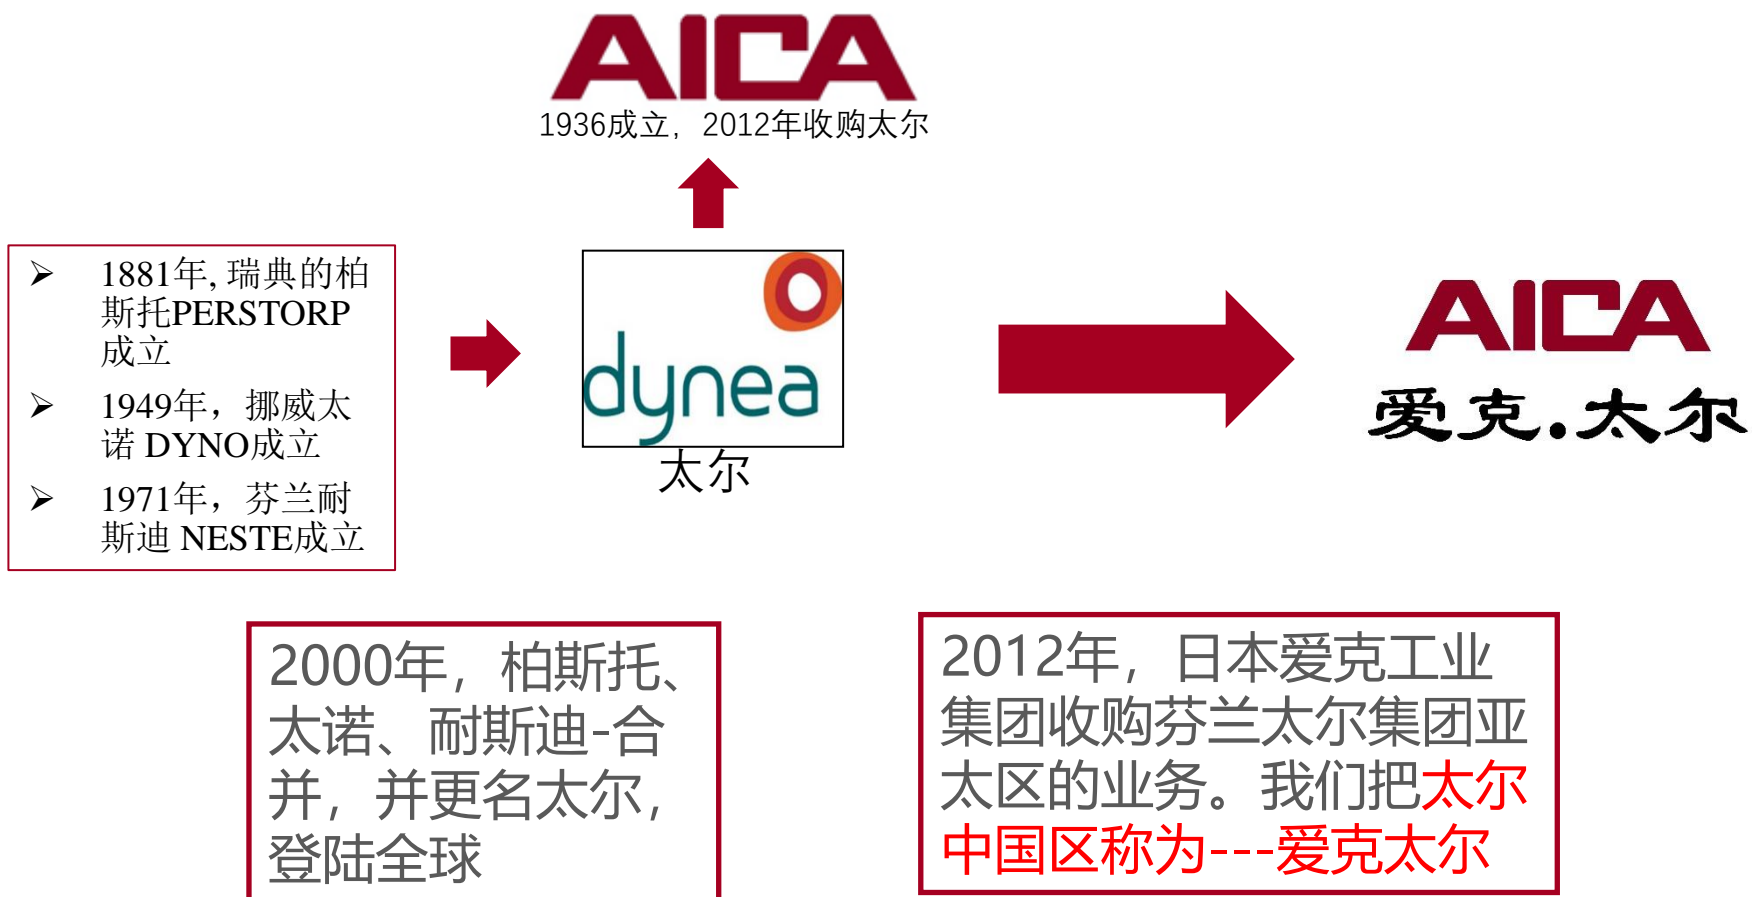 AICA
1936成立，2012年收购太尔
➢ 1881年, 瑞典的柏
斯托PERSTORP
成立
➢ 1949年，挪威太
诺 DYNO成立
➢ 1971年，芬兰耐
斯迪 NESTE成立
dynea
太尔
AICA
爱克.太尔
2000年，柏斯托、
太诺、耐斯迪-合
并，并更名太尔，
登陆全球
2012年，日本爱克工业
集团收购芬兰太尔集团亚
太区的业务。我们把太尔
中国区称为---爱克太尔